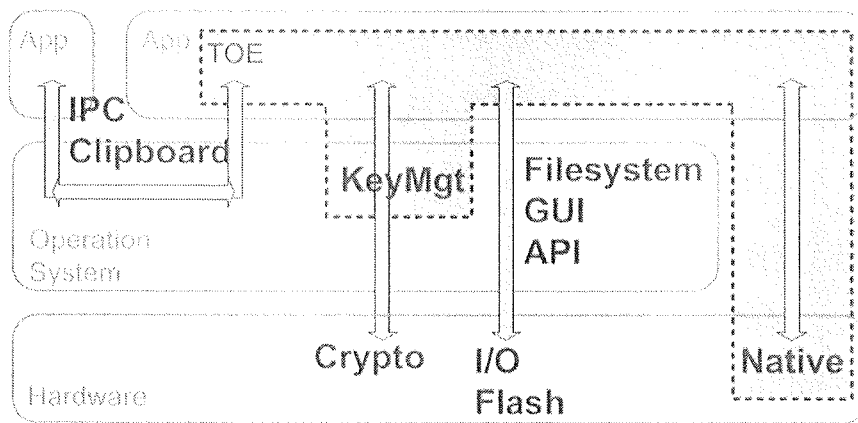 App
App
TOE
IPC
Clipboard
KeyMgt
Filesystem
GUI
API
Operation
System
Crypto
I/O
Flash
Native
Hardware